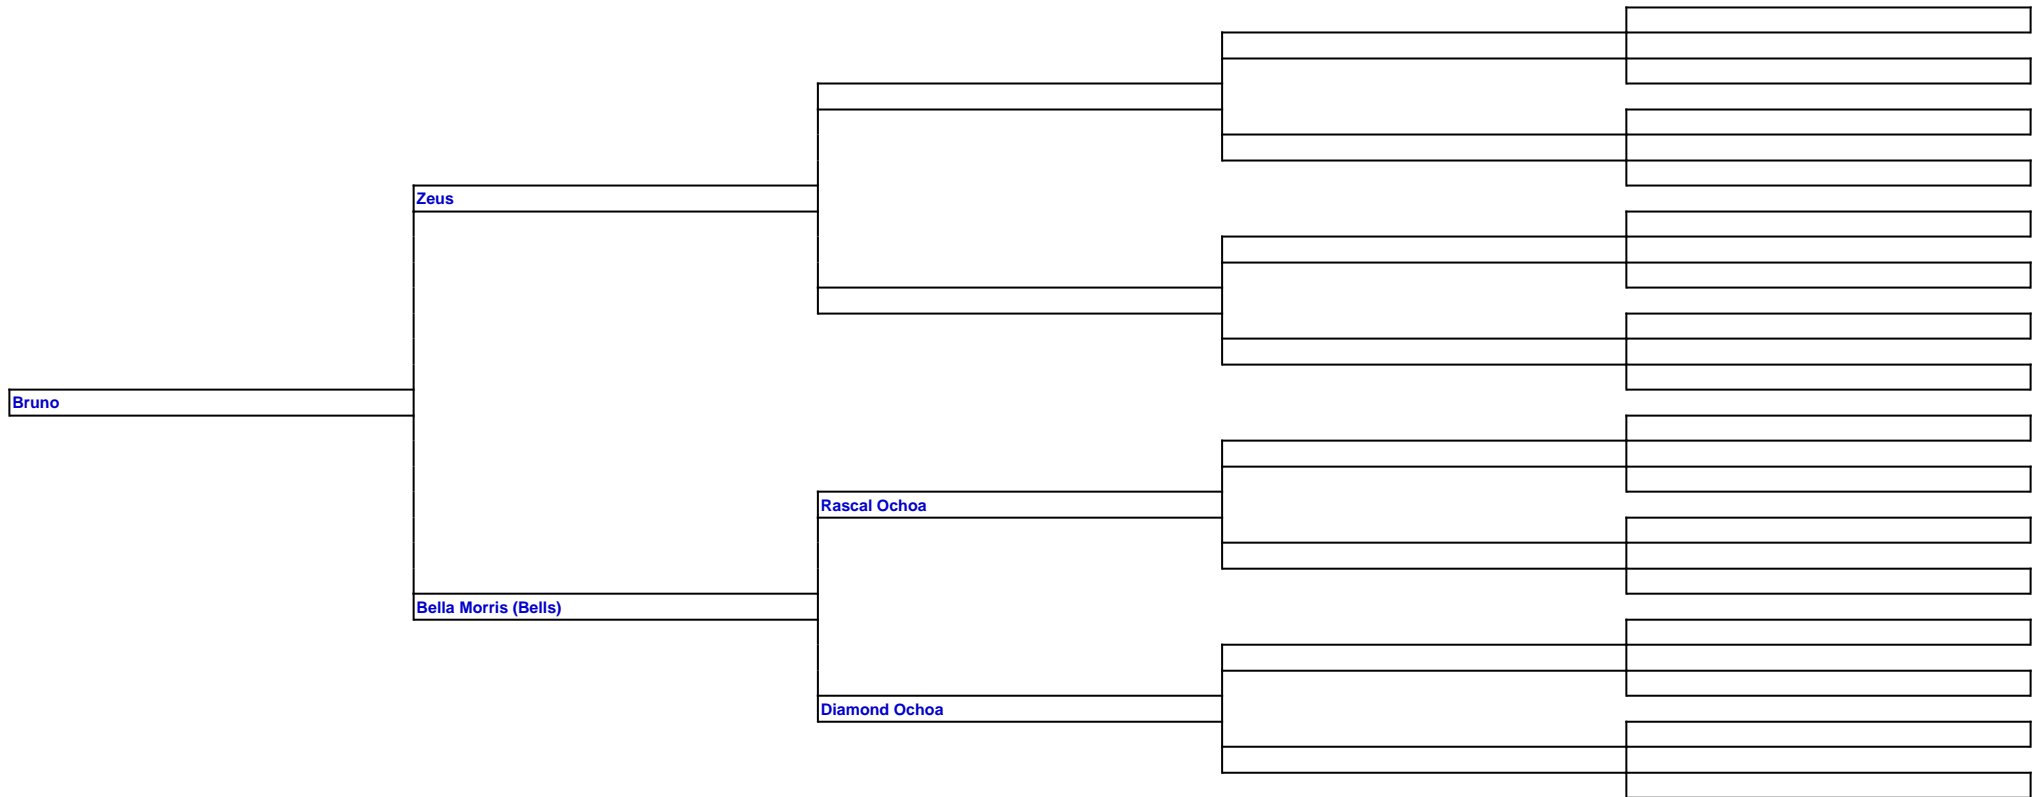 Zeus
Bruno
Rascal Ochoa
Bella Morris (Bells)
Diamond Ochoa